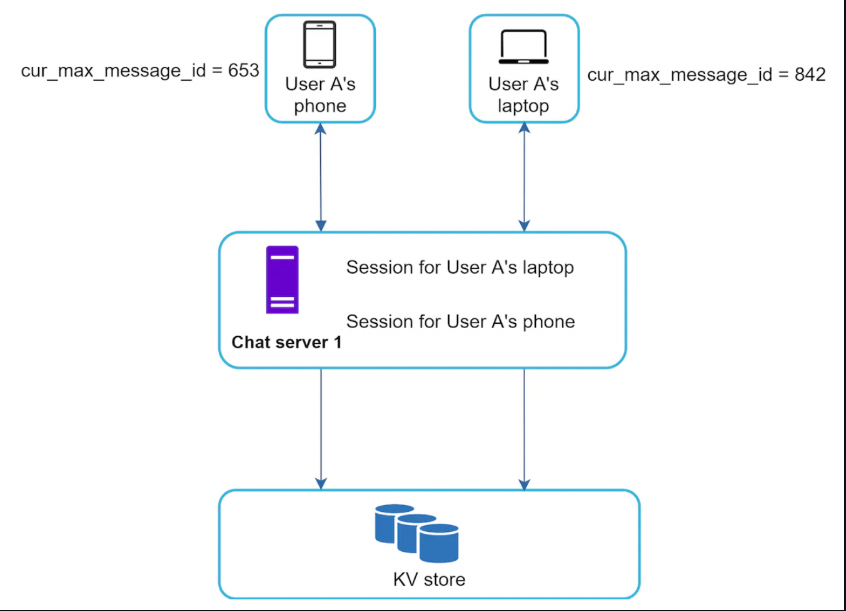 cur_max_message_id = 653
User A's
phone
User A's
laptop
cur_max_message_id = 842
Session for User A's laptop
Session for User A's phone
Chat server 1
KV store